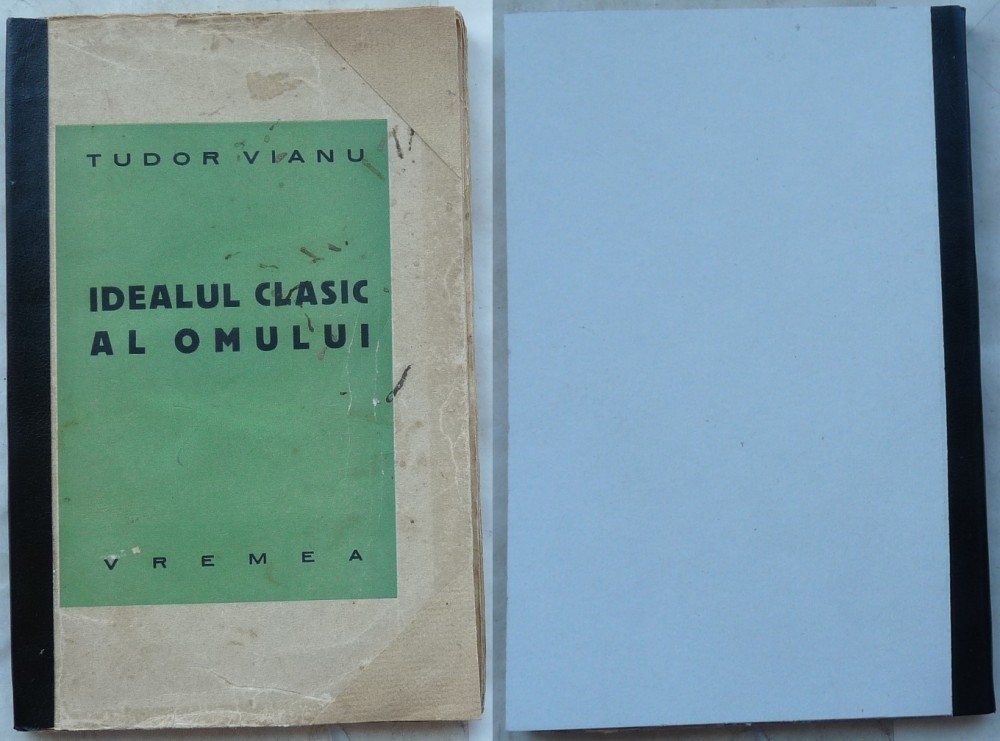 TUDOR VIANU
IDEALUL CLASIC
AL OMULUI
VREMEA